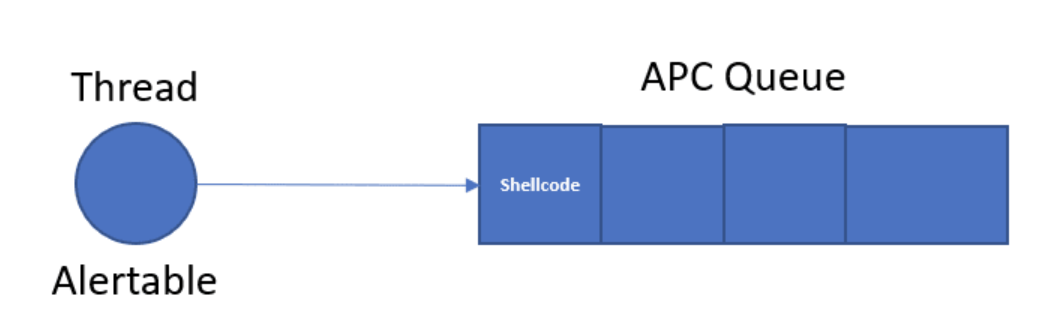 Thread
APC Queue
Shellcode
Alertable